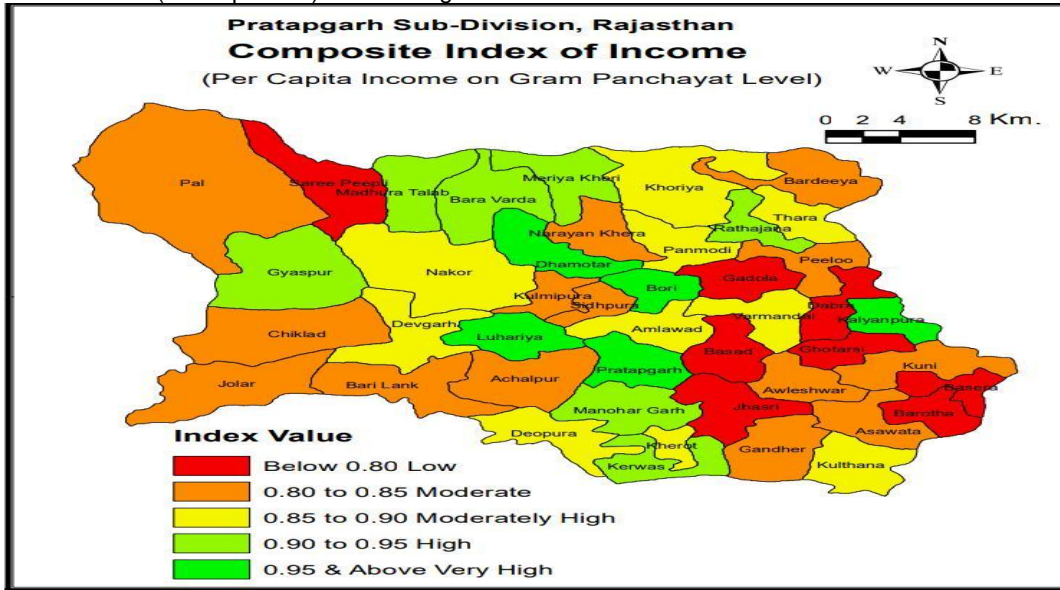 Pratapgarh Sub-Division, Rajasthan
Composite Index of Income
(Per Capita Income on Gram Panchayat Level)
N
W E
S
0 2 4 8 Km.
Pal
Saree Peepli
Madhura Talab
Bara Varda
Meriya Kheri
Khoriya
Bardeeya
Thara
Rathajana
Narayan Khera
Panmodi
Dhamotar
Peeloo
Gyaspur
Nakor
Gadola
Bori
Kulmipura
Sidhpura
Dabra
Kalyanpura
Varmandal
Chiklad
Devgarh
Luhariya
Amlawad
Ghotarsi
Basad
Kuni
Pratapgarh
Jolar
Bari Lank
Achalpur
Awleshwar
Basera
Manohar Garh
Jhasri
Barotha
Deopura
Kherot
Asawata
Gandher
Kerwas
Kulthana
Index Value
Below 0.80 Low
0.80 to 0.85 Moderate
0.85 to 0.90 Moderately High
0.90 to 0.95 High
0.95 & Above Very High